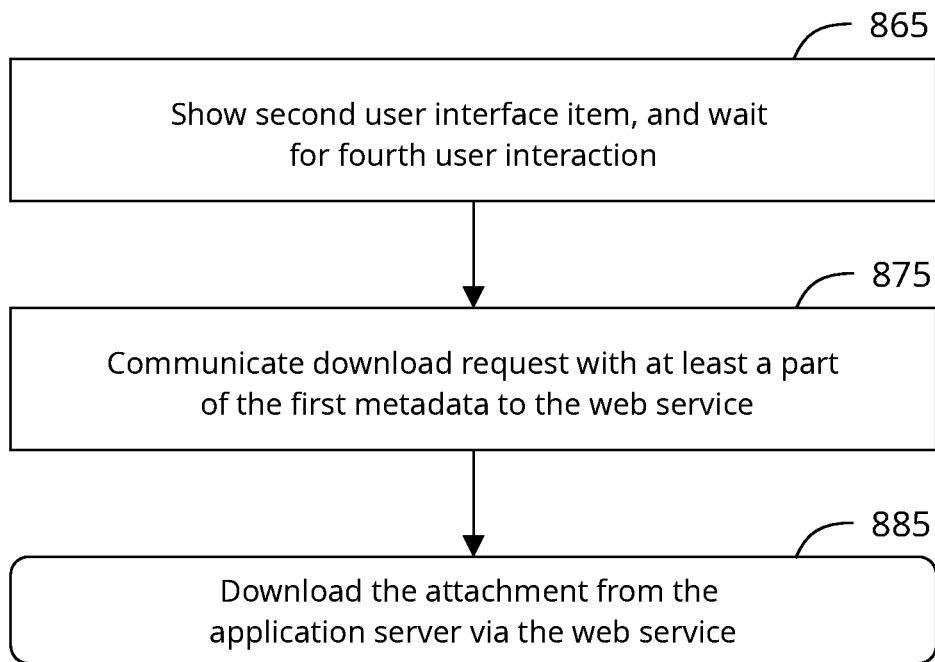 865
Show second user interface item, and wait
for fourth user interaction
875
Communicate download request with at least a part
of the first metadata to the web service
885
Download the attachment from the
application server via the web service